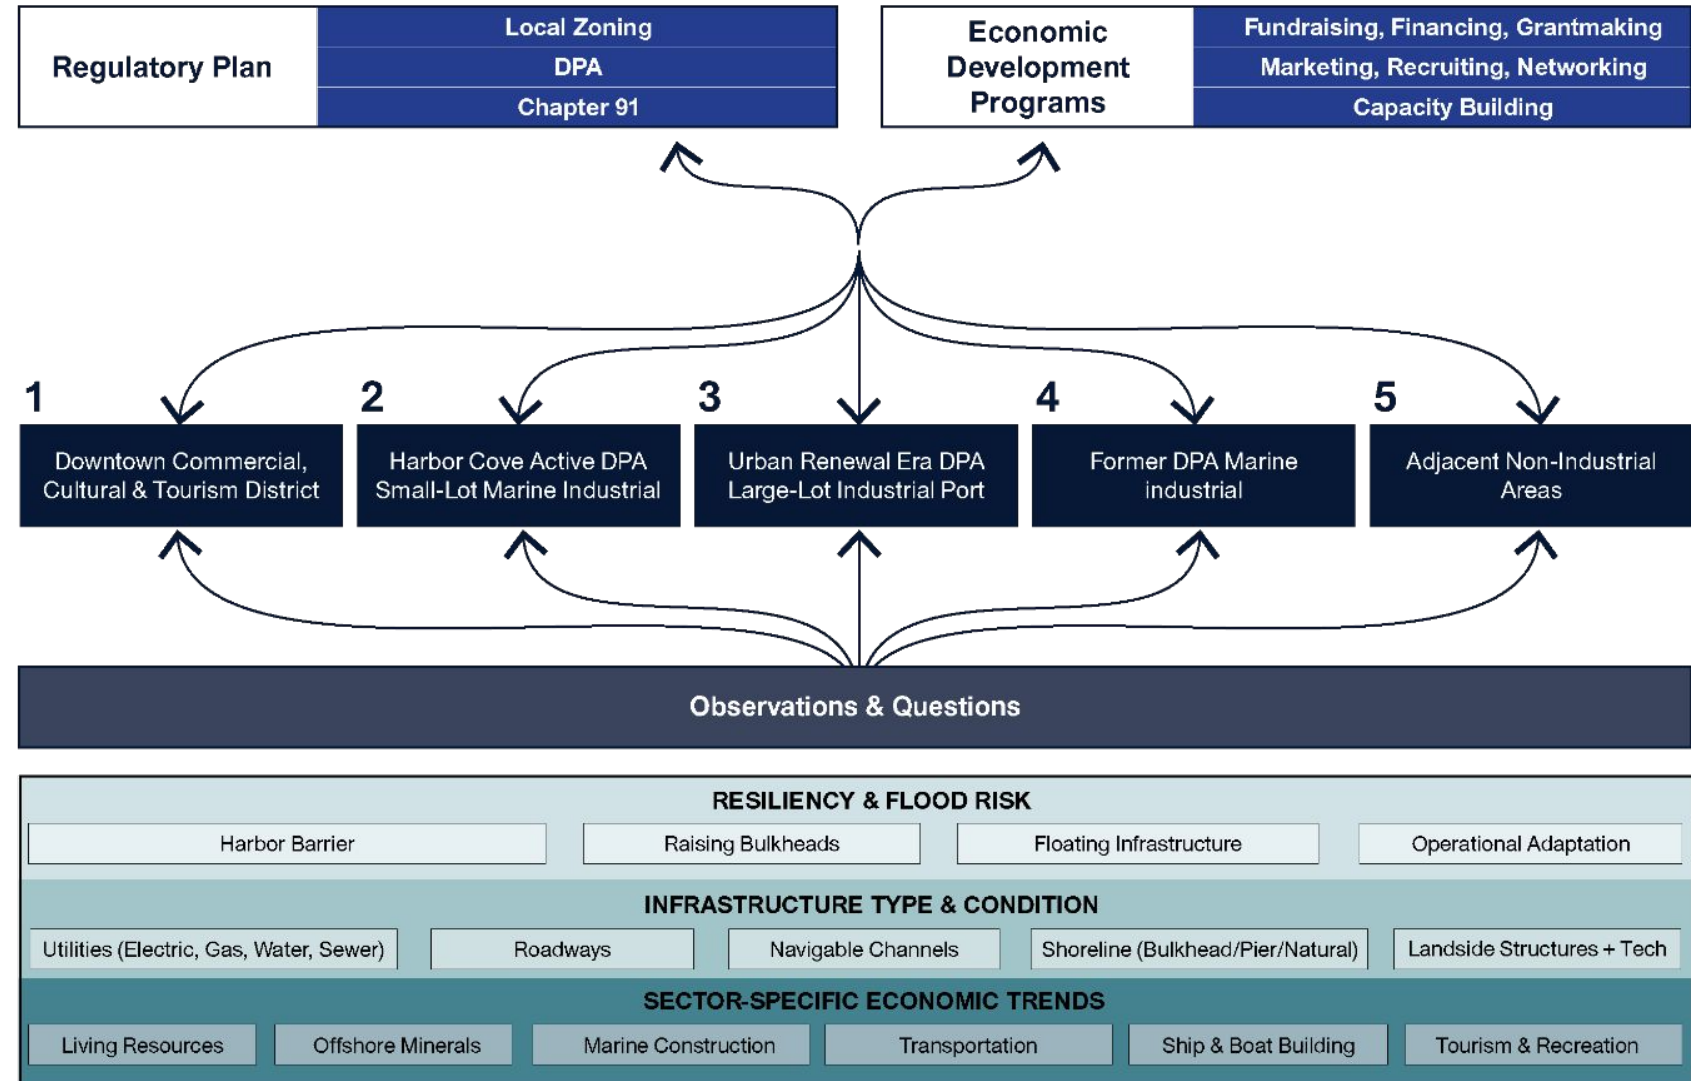 Regulatory Plan
Local Zoning
DPA
Chapter 91
Economic
Development
Programs
Fundraising, Financing, Grantmaking
Marketing, Recruiting, Networking
Capacity Building
1
Downtown Commercial,
Cultural & Tourism District
2
Harbor Cove Active DPA
Small-Lot Marine Industrial
3
Urban Renewal Era DPA
Large-Lot Industrial Port
4
Former DPA Marine
industrial
5
Adjacent Non-Industrial
Areas
Observations & Questions
RESILIENCY & FLOOD RISK
Harbor Barrier
Raising Bulkheads
Floating Infrastructure
Operational Adaptation
INFRASTRUCTURE TYPE & CONDITION
Utilities (Electric, Gas, Water, Sewer)
Roadways
Navigable Channels
Shoreline (Bulkhead/Pier/Natural)
Landside Structures + Tech
SECTOR-SPECIFIC ECONOMIC TRENDS
Living Resources
Offshore Minerals
Marine Construction
Transportation
Ship & Boat Building
Tourism & Recreation